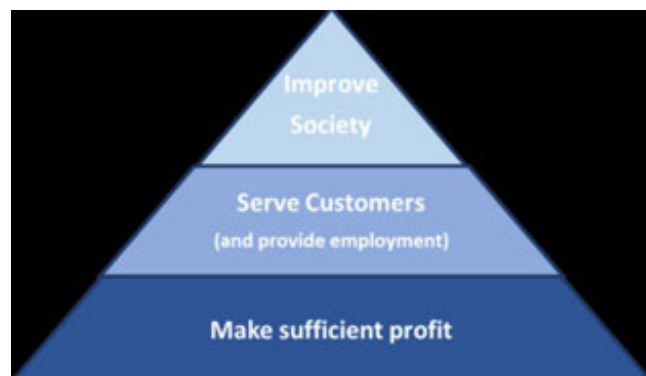 Improve
Society
Serve Customers
(and provide employment)
Make sufficient profit